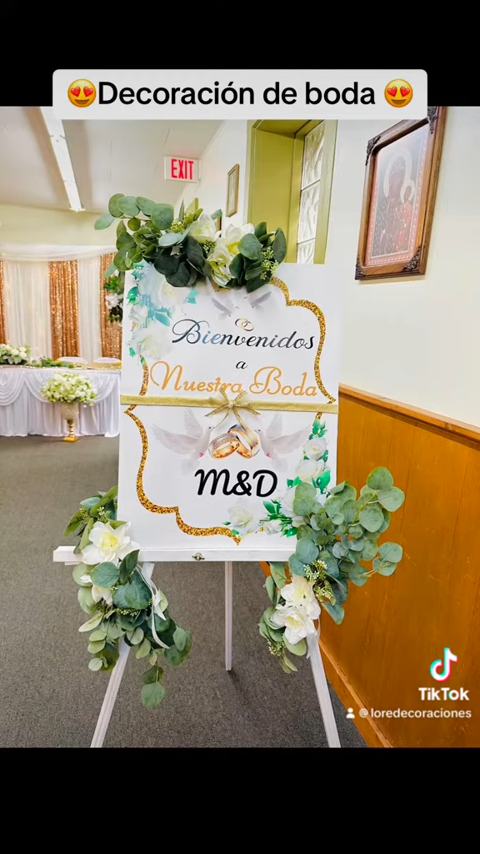 😍Decoración de boda 😍
EXIT
Bienvenidos
a
Nuestra Boda
M&D
TikTok
@loredecoraciones